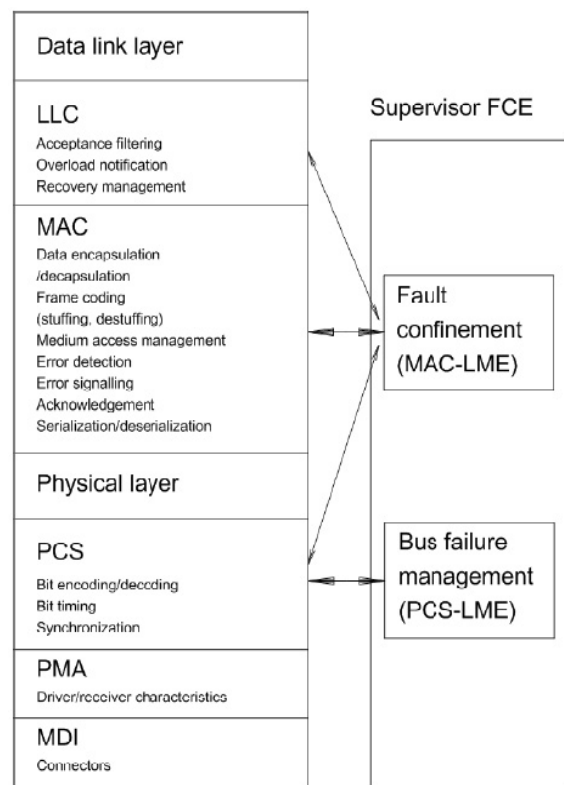 Data link layer
LLC
Acceptance filtering
Overload notification
Recovery management
MAC
Data encapsulation
/decapsulation
Frame coding
(stuffing, destuffing)
Medium access management
Error detection
Error signalling
Acknowledgement
Serialization/deserialization
Physical layer
PCS
Bit encoding/decoding
Bit timing
Synchronization
PMA
Driver/receiver characteristics
MDI
Connectors
Supervisor FCE
Fault
confinement
(MAC-LME)
Bus failure
management
(PCS-LME)